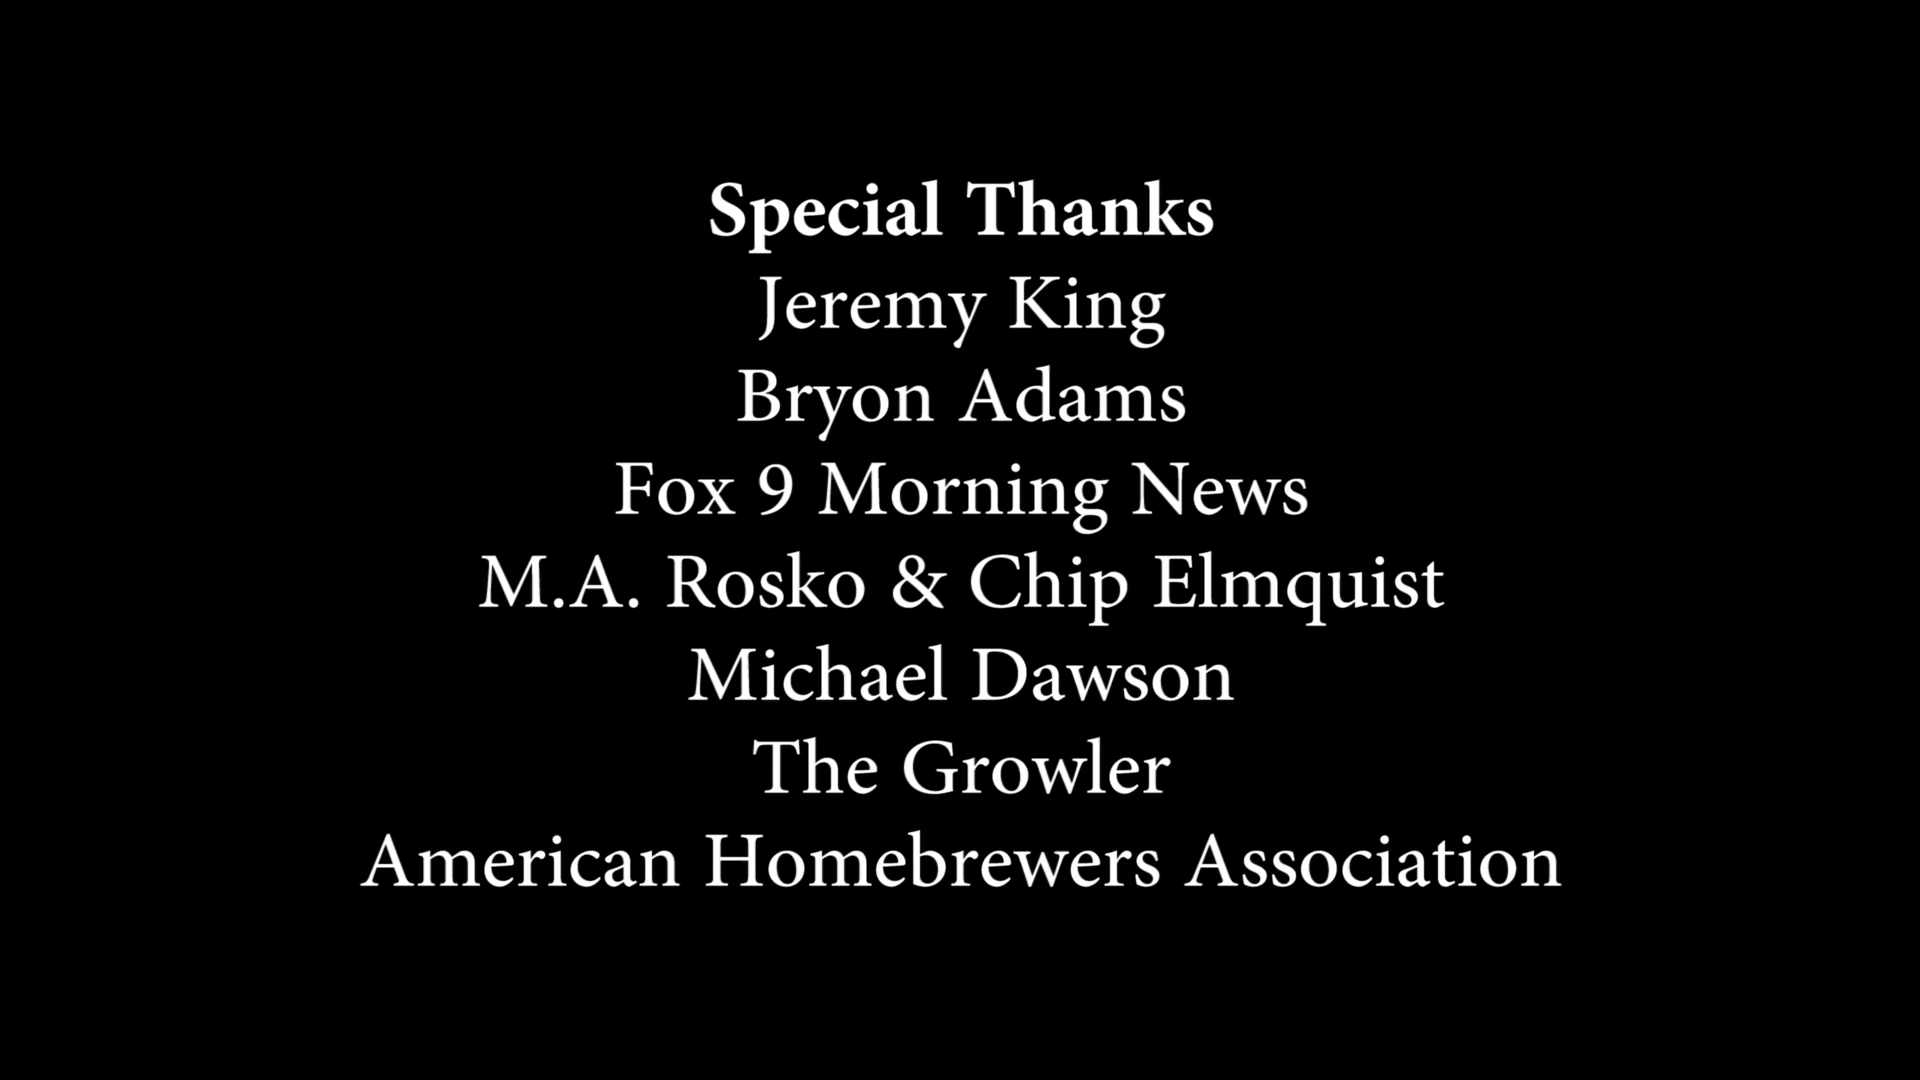 Special Thanks
Jeremy King
Bryon Adams
Fox 9 Morning News
M.A. Rosko & Chip Elmquist
Michael Dawson
The Growler
American Homebrewers Association